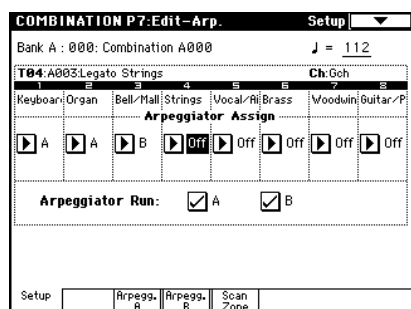 COMBINATION P7:Edit-Arp. Setup
Bank A : 000: Combination A000 ♩ = 112
T04:A003:Legato Strings Ch:Gch
1 2 3 4 5 6 7 8
Keyboar Organ Bell/Mall Strings Vocal/Ai Brass Woodwin Guitar/P
Arpeggiator Assign
A A B Off Off Off Off Off
Arpeggiator Run: A B
Setup Arpegg. A Arpegg. B Scan Zone